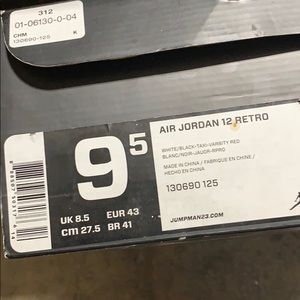 312
01-06130-0-04
CHM K
130690-125
AIR JORDAN 12 RETRO
WHITE/BLACK-TAXI-VARSITY RED
BLANC/NOIR-JAUOR-RPRO
MADE IN CHINA / FABRIQUE EN CHINE /
HECHO EN CHINA
9 5
130690 125
UK 8.5 EUR 43
CM 27.5 BR 41
JUMPMAN23.COM